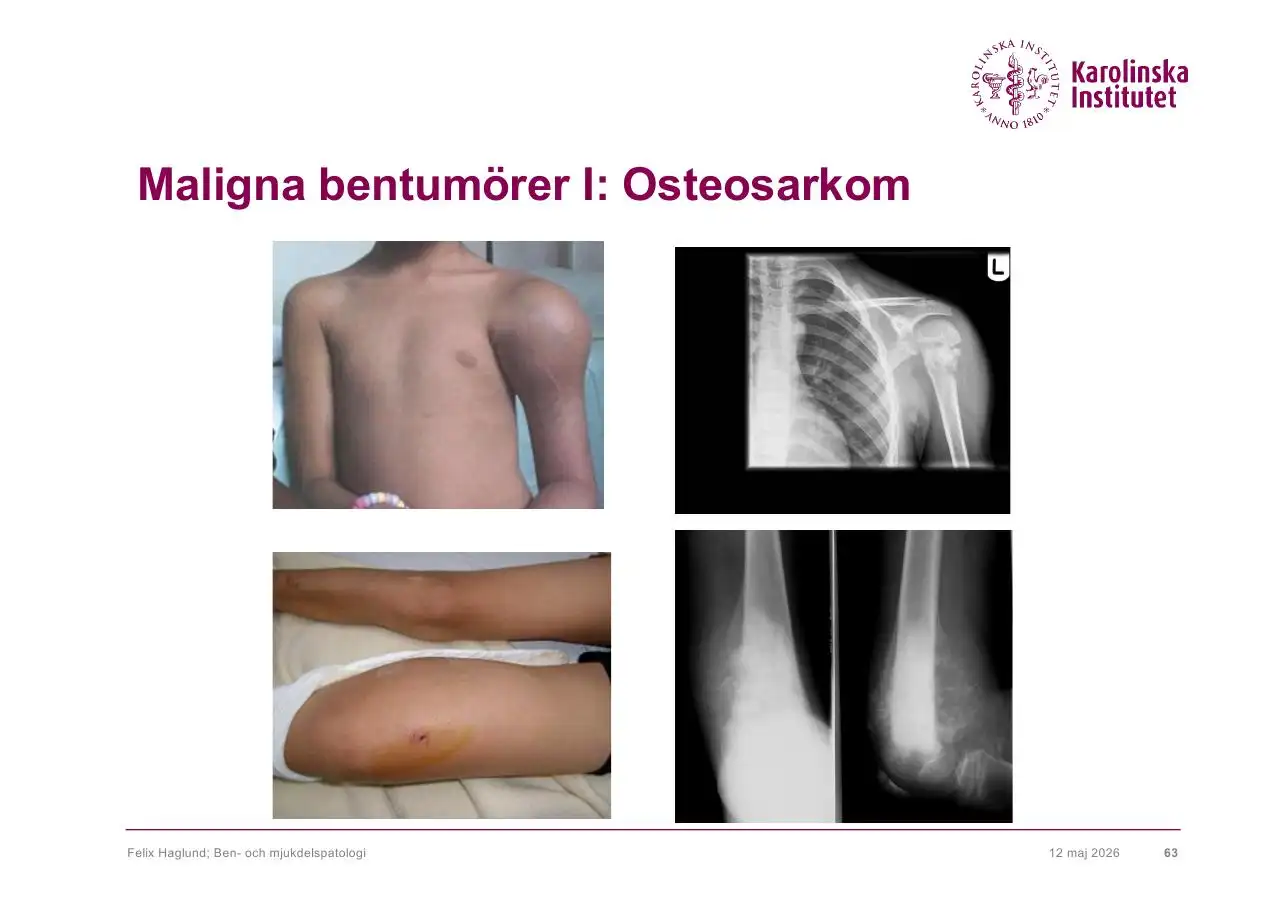 KAROLINSKA INSTITUTET
ANNO 1810
Karolinska
Institutet
Maligna bentumörer I: Osteosarkom
L
Felix Haglund; Ben- och mjukdelspatologi
12 maj 2026
63